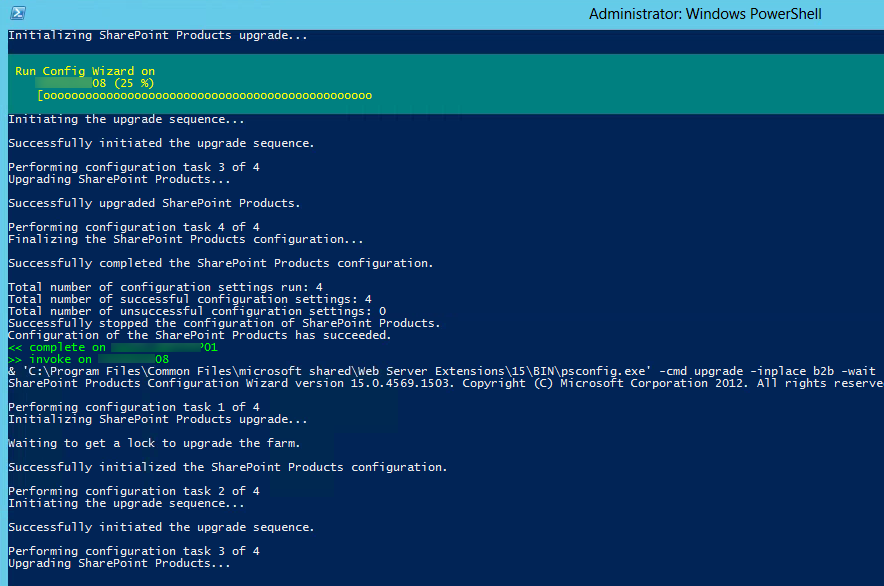 Administrator: Windows PowerShell
Initializing SharePoint Products upgrade...
Run Config Wizard on
08 (25 %)
[oooooooooooooooooooooooooooooooooooooooooooooo
Initiating the upgrade sequence...
Successfully initiated the upgrade sequence.
Performing configuration task 3 of 4
Upgrading SharePoint Products...
Successfully upgraded SharePoint Products.
Performing configuration task 4 of 4
Finalizing the SharePoint Products configuration...
Successfully completed the SharePoint Products configuration.
Total number of configuration settings run: 4
Total number of successful configuration settings: 4
Total number of unsuccessful configuration settings: 0
Successfully stopped the configuration of SharePoint Products.
Configuration of the SharePoint Products has succeeded.
<< complete on 01
>> invoke on 08
& 'C:\Program Files\Common Files\microsoft shared\Web Server Extensions\15\BIN\psconfig.exe' -cmd upgrade -inplace b2b -wait
SharePoint Products Configuration Wizard version 15.0.4569.1503. Copyright (C) Microsoft Corporation 2012. All rights reserve
Performing configuration task 1 of 4
Initializing SharePoint Products upgrade...
Waiting to get a lock to upgrade the farm.
Successfully initialized the SharePoint Products configuration.
Performing configuration task 2 of 4
Initiating the upgrade sequence...
Successfully initiated the upgrade sequence.
Performing configuration task 3 of 4
Upgrading SharePoint Products...